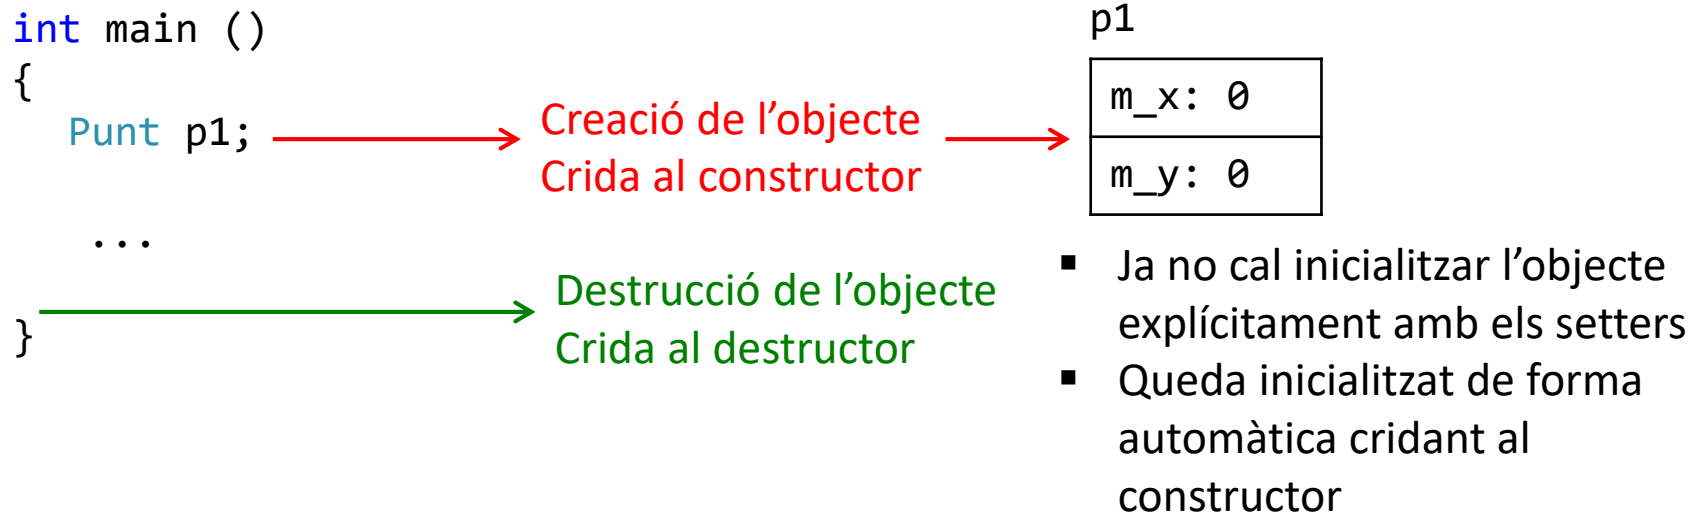 int main ()
{
Punt p1;
...
}
Creació de l’objecte
Crida al constructor
Destrucció de l’objecte
Crida al destructor
p1
m_x: 0
m_y: 0
▪ Ja no cal inicialitzar l’objecte
explícitament amb els setters
▪ Queda inicialitzat de forma
automàtica cridant al
constructor